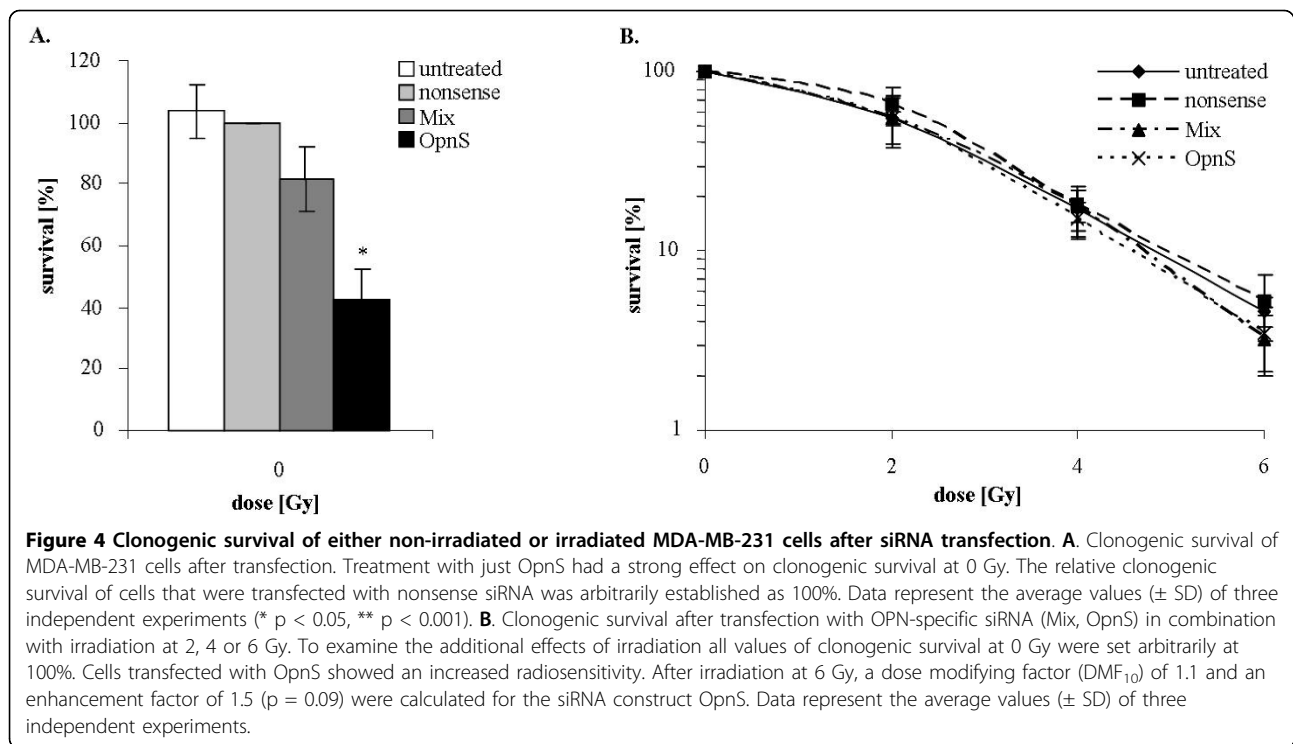 A.
120
100
80
60
40
20
0
survival [%]
0
dose [Gy]
untreated
nonsense
Mix
OpnS
*
B.
100
10
1
survival [%]
0 2 4 6
dose [Gy]
untreated
nonsense
Mix
OpnS
Figure 4 Clonogenic survival of either non-irradiated or irradiated MDA-MB-231 cells after siRNA transfection. A. Clonogenic survival of
MDA-MB-231 cells after transfection. Treatment with just OpnS had a strong effect on clonogenic survival at 0 Gy. The relative clonogenic
survival of cells that were transfected with nonsense siRNA was arbitrarily established as 100%. Data represent the average values (± SD) of three
independent experiments (* p < 0.05, ** p < 0.001). B. Clonogenic survival after transfection with OPN-specific siRNA (Mix, OpnS) in combination
with irradiation at 2, 4 or 6 Gy. To examine the additional effects of irradiation all values of clonogenic survival at 0 Gy were set arbitrarily at
100%. Cells transfected with OpnS showed an increased radiosensitivity. After irradiation at 6 Gy, a dose modifying factor (DMF₁₀) of 1.1 and an
enhancement factor of 1.5 (p = 0.09) were calculated for the siRNA construct OpnS. Data represent the average values (± SD) of three
independent experiments.